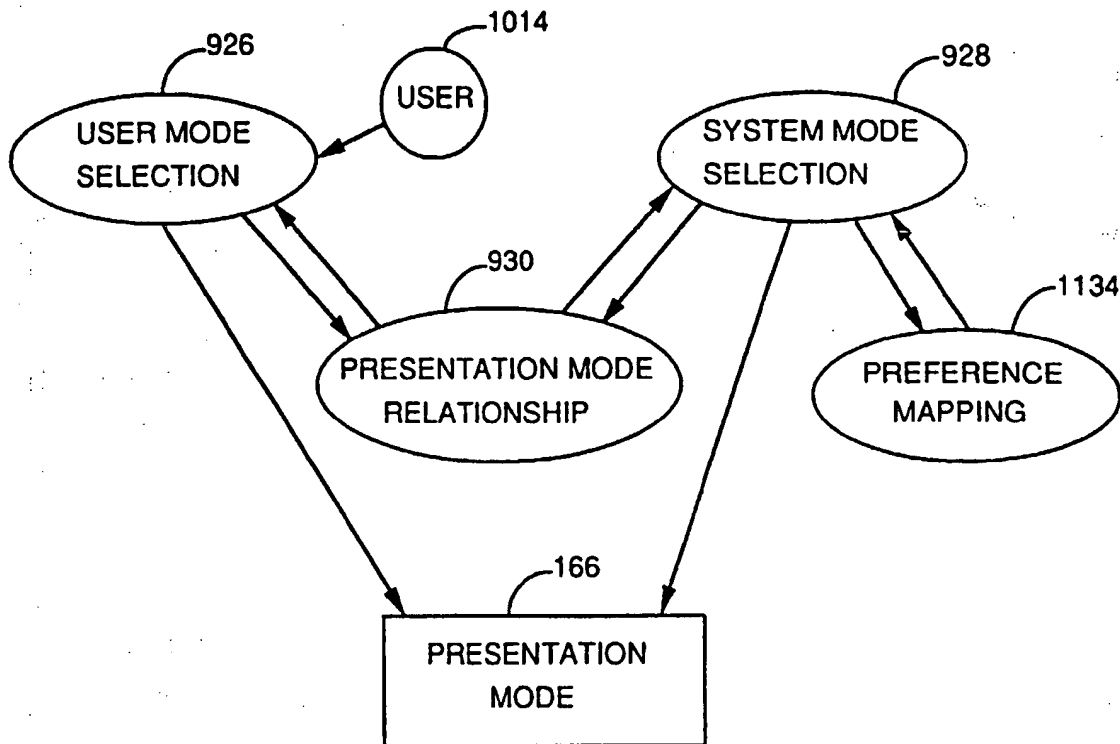 1014
926
928
USER
USER MODE
SELECTION
SYSTEM MODE
SELECTION
930
1134
PRESENTATION MODE
RELATIONSHIP
PREFERENCE
MAPPING
166
PRESENTATION
MODE